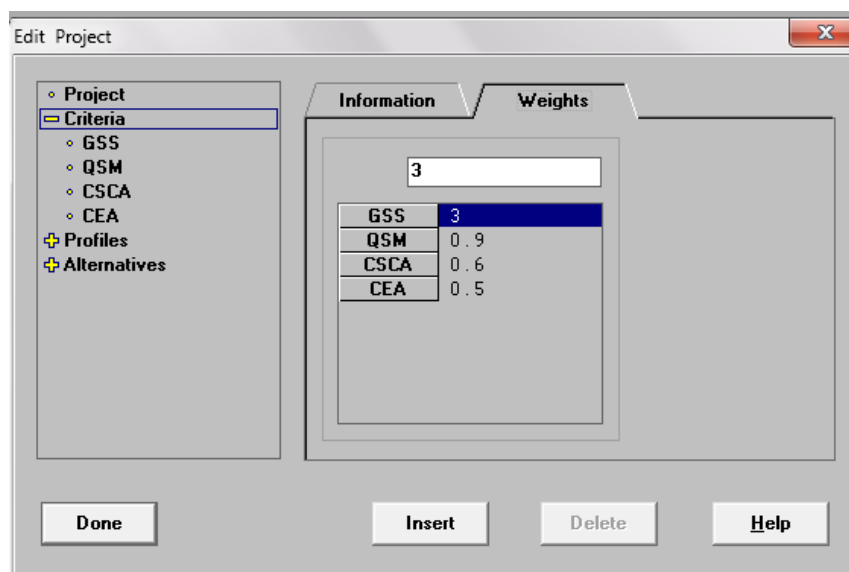 Edit Project
Project
Criteria
GSS
QSM
CSCA
CEA
Profiles
Alternatives
Information
Weights
3
GSS 3
QSM 0.9
CSCA 0.6
CEA 0.5
Done
Insert
Delete
Help